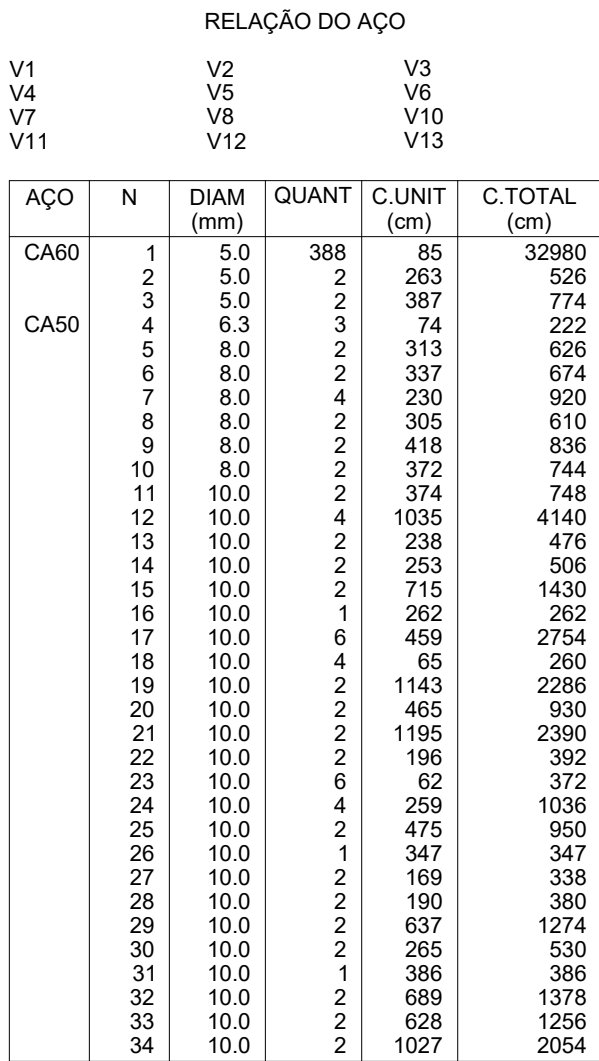 RELAÇÃO DO AÇO
V1 V2 V3
V4 V5 V6
V7 V8 V10
V11 V12 V13
AÇO N DIAM QUANT C.UNIT C.TOTAL
(mm) (cm) (cm)
CA60 1 5.0 388 85 32980
2 5.0 2 263 526
3 5.0 2 387 774
CA50 4 6.3 3 74 222
5 8.0 2 313 626
6 8.0 2 337 674
7 8.0 4 230 920
8 8.0 2 305 610
9 8.0 2 418 836
10 8.0 2 372 744
11 10.0 2 374 748
12 10.0 4 1035 4140
13 10.0 2 238 476
14 10.0 2 253 506
15 10.0 2 715 1430
16 10.0 1 262 262
17 10.0 6 459 2754
18 10.0 4 65 260
19 10.0 2 1143 2286
20 10.0 2 465 930
21 10.0 2 1195 2390
22 10.0 2 196 392
23 10.0 6 62 372
24 10.0 4 259 1036
25 10.0 2 475 950
26 10.0 1 347 347
27 10.0 2 169 338
28 10.0 2 190 380
29 10.0 2 637 1274
30 10.0 2 265 530
31 10.0 1 386 386
32 10.0 2 689 1378
33 10.0 2 628 1256
34 10.0 2 1027 2054